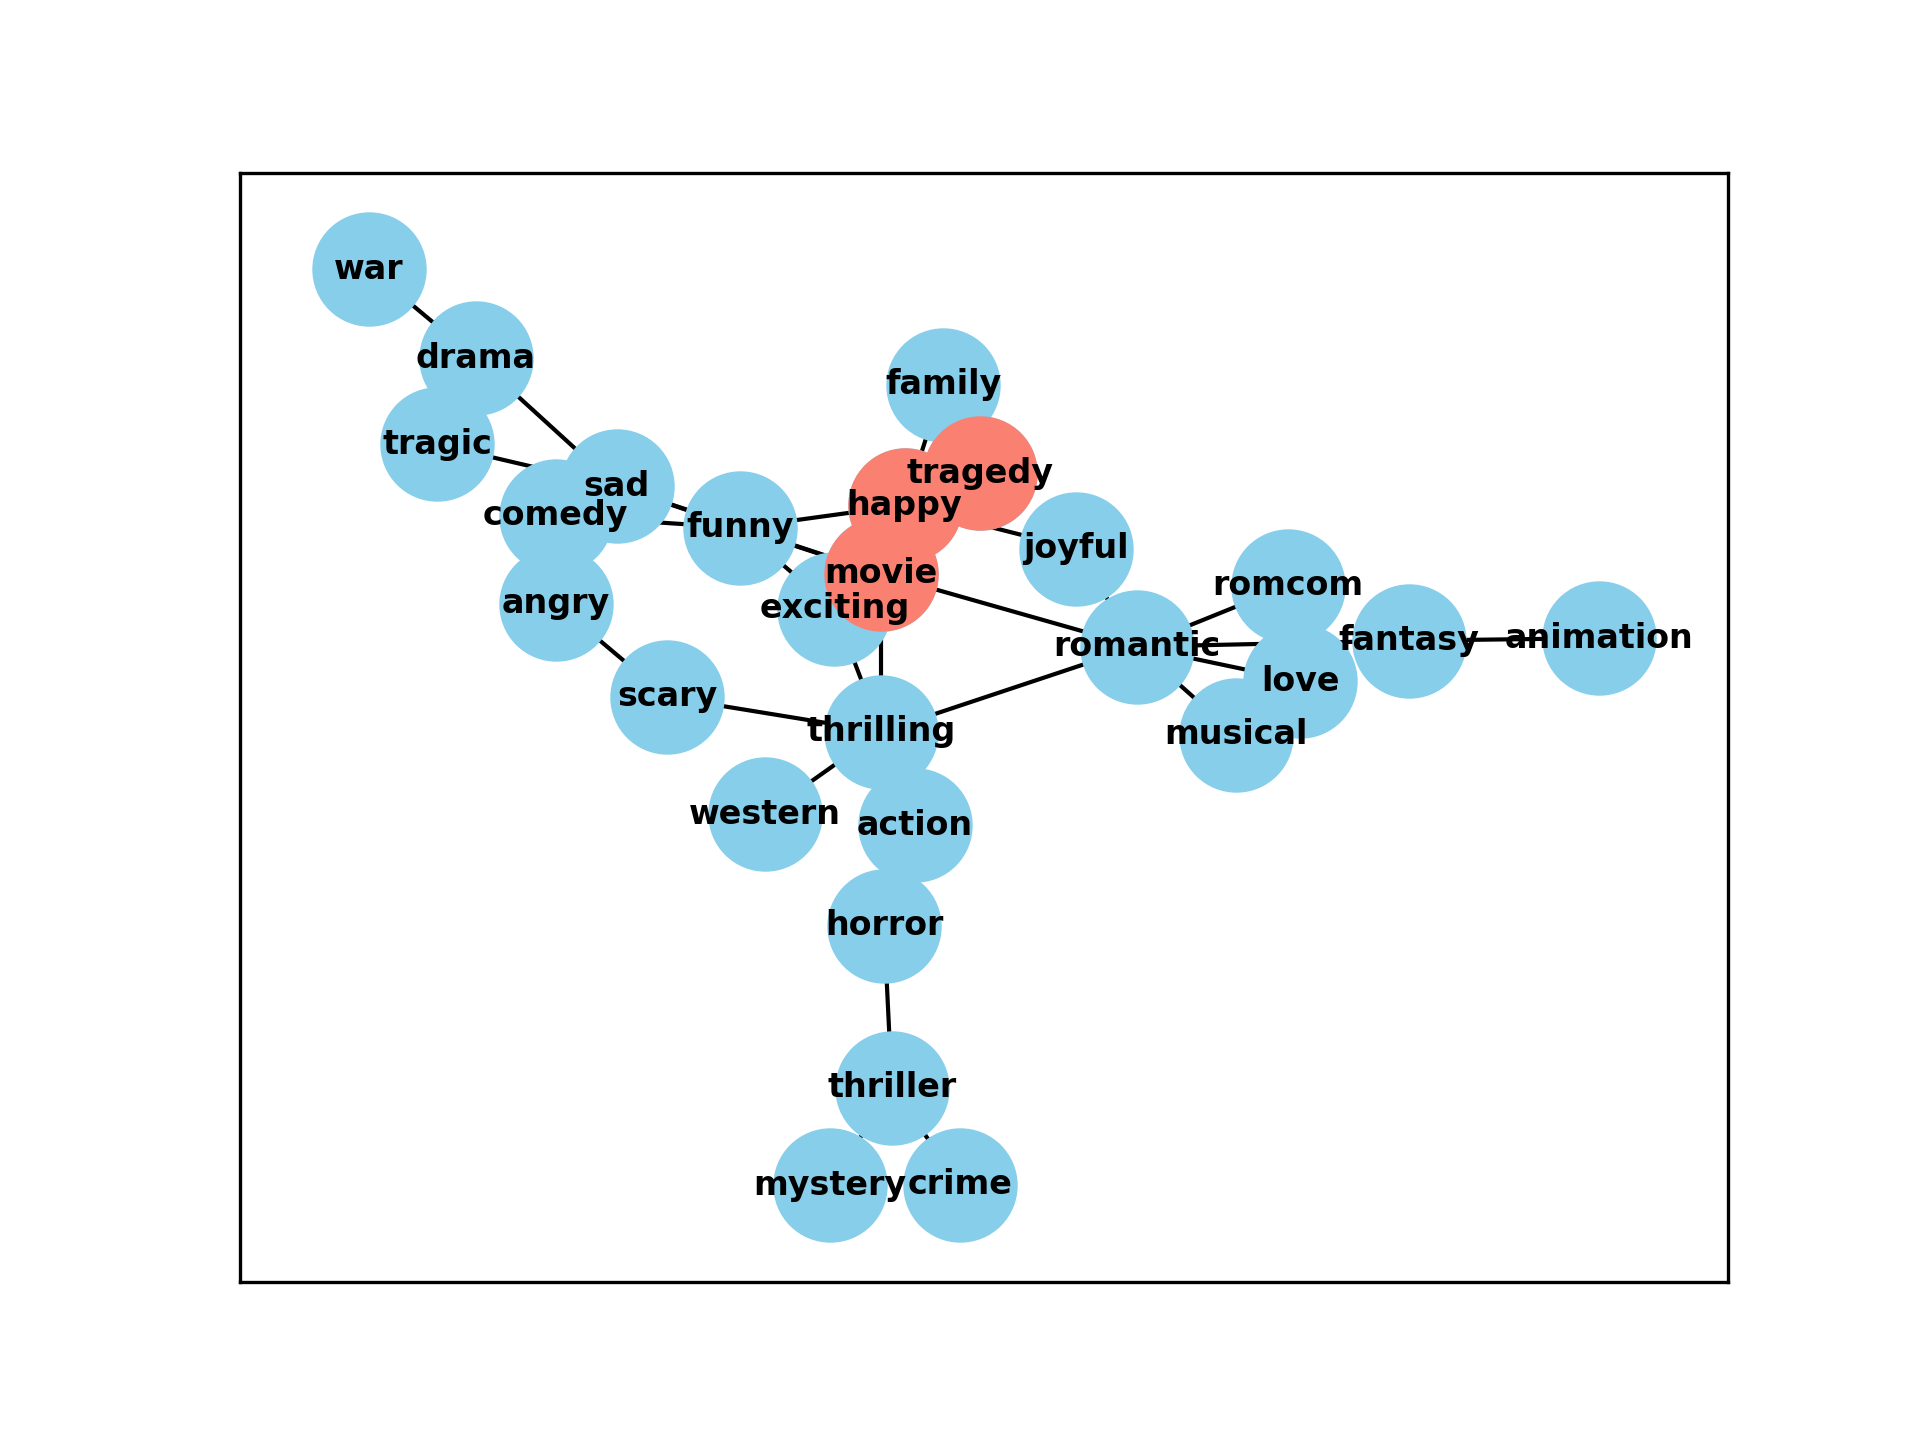 war
drama
family
tragic
tragedy
sad
happy
comedy
funny
joyful
movie
romcom
angry
exciting
romantic
fantasy
animation
love
scary
thrilling
musical
western
action
horror
thriller
mystery
crime